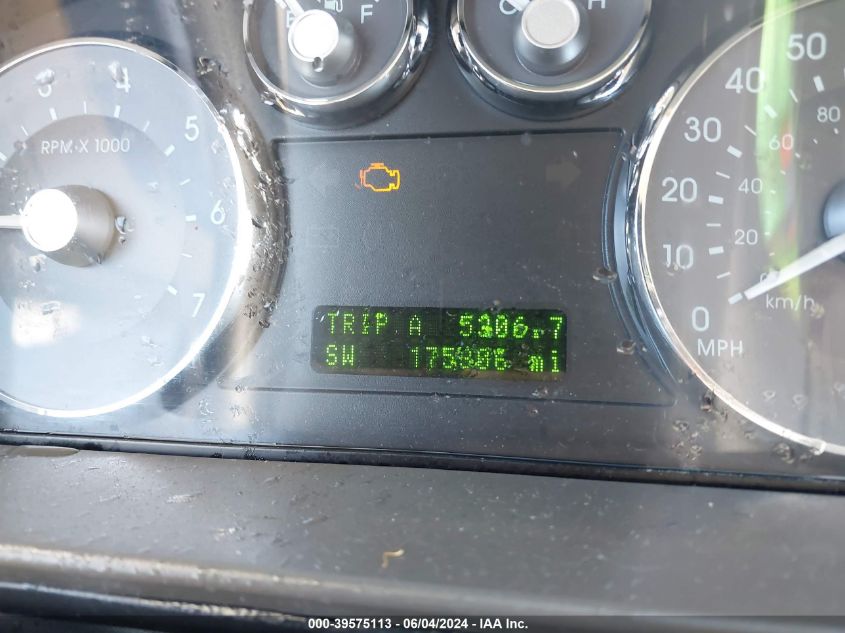 E F
H
3 4 5 6 7
RPM X 1000
0 10 20 30 40 50
20 40 60 80
km/h
MPH
TRIP A
SW mi
000-39575113 - 06/04/2024 - IAA Inc.